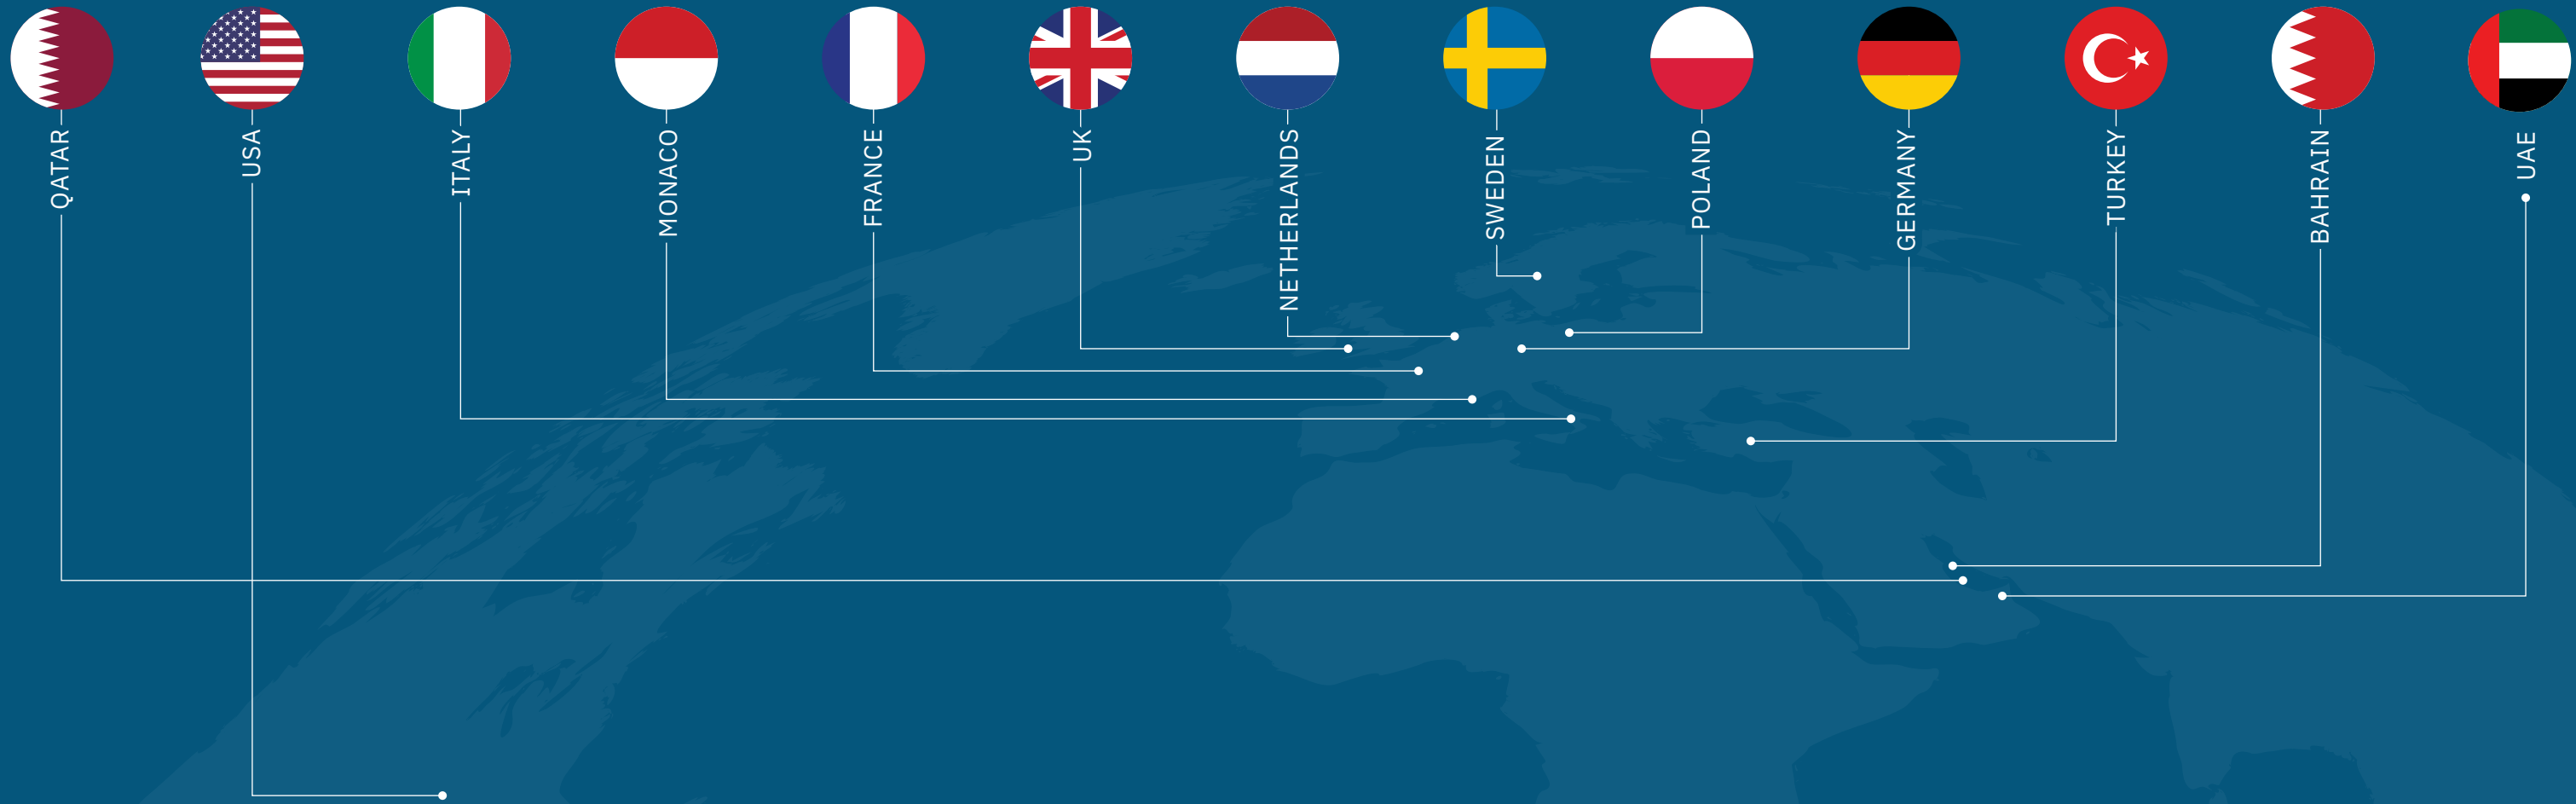 QATAR
USA
ITALY
MONACO
FRANCE
UK
NETHERLANDS
SWEDEN
POLAND
GERMANY
TURKEY
BAHRAIN
UAE